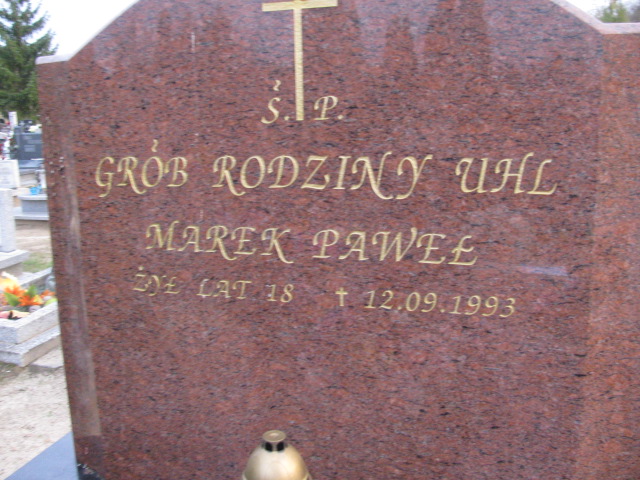 Ś. P.
GRÓB RODZINY UHL
MAREK PAWEŁ
ŻYŁ LAT 18 † 12.09.1993